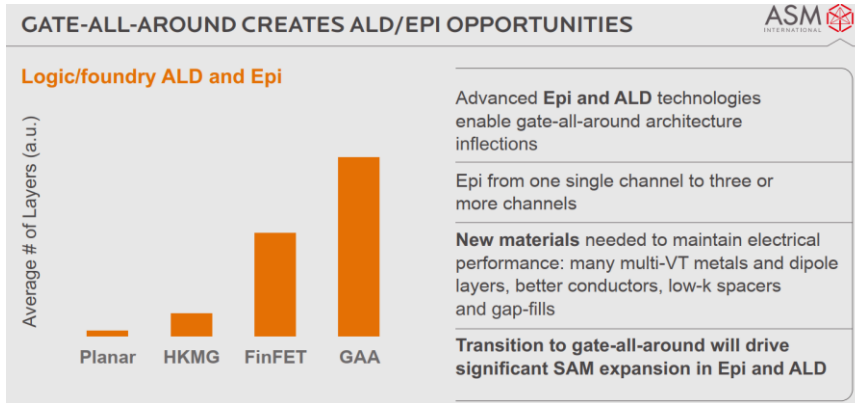 GATE-ALL-AROUND CREATES ALD/EPI OPPORTUNITIES
ASM
INTERNATIONAL
Logic/foundry ALD and Epi
Average # of Layers (a.u.)
Planar HKMG FinFET GAA
Advanced Epi and ALD technologies
enable gate-all-around architecture
inflections
Epi from one single channel to three or
more channels
New materials needed to maintain electrical
performance: many multi-VT metals and dipole
layers, better conductors, low-k spacers
and gap-fills
Transition to gate-all-around will drive
significant SAM expansion in Epi and ALD